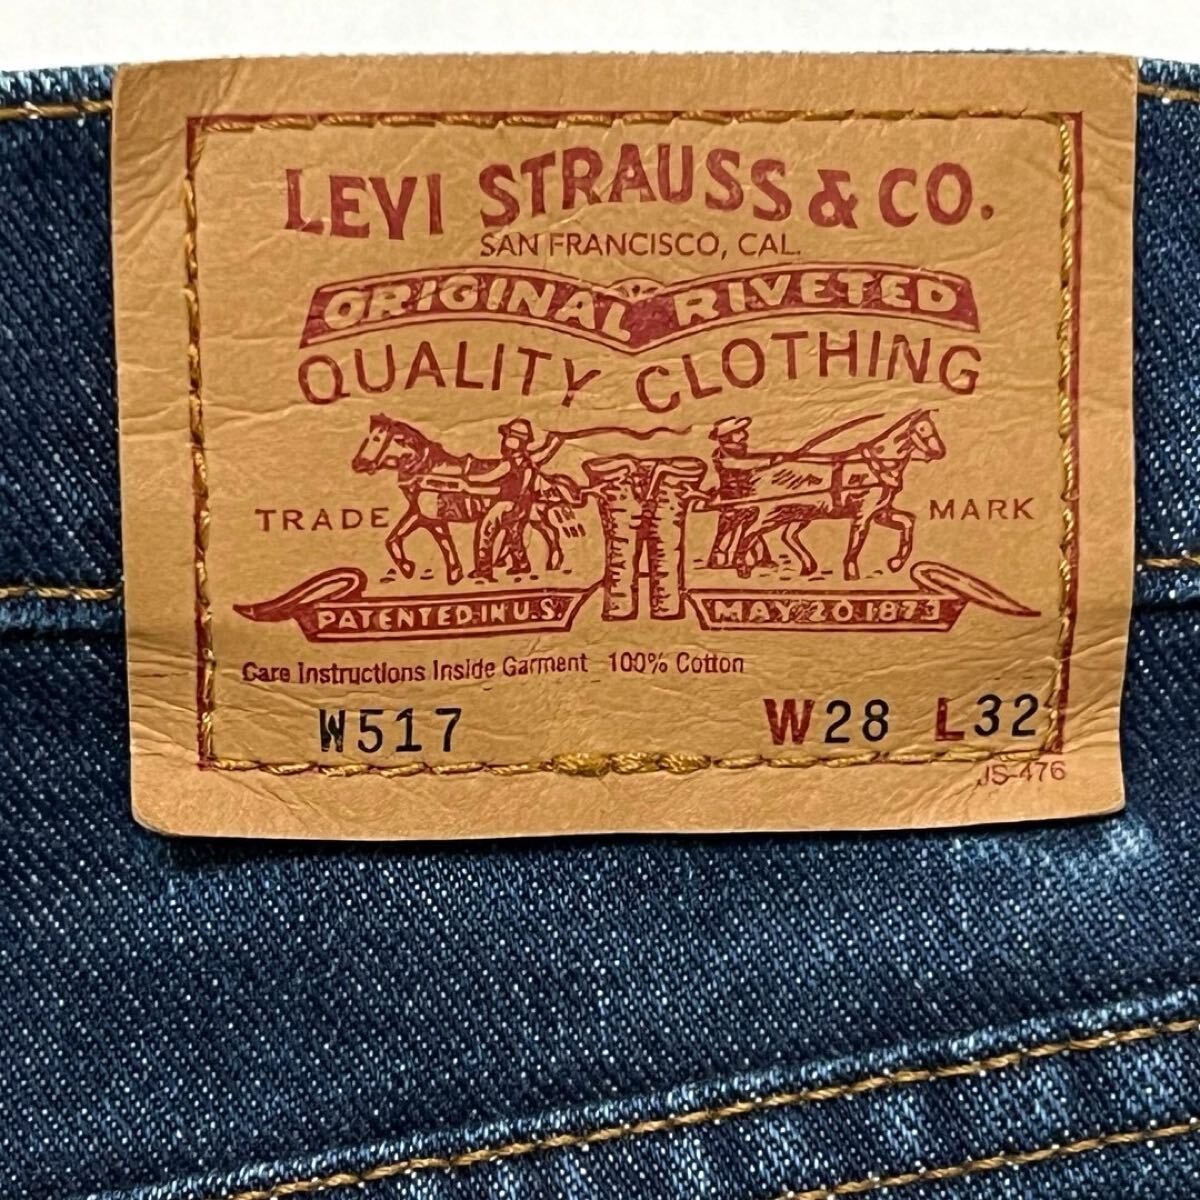 LEVI STRAUSS & CO.
SAN FRANCISCO, CAL.
ORIGINAL RIVETED
QUALITY CLOTHING
TRADE MARK
PATENTED IN U.S. MAY 20 1873
Care Instructions Inside Garment 100% Cotton
W517 W28 L32
JS-476